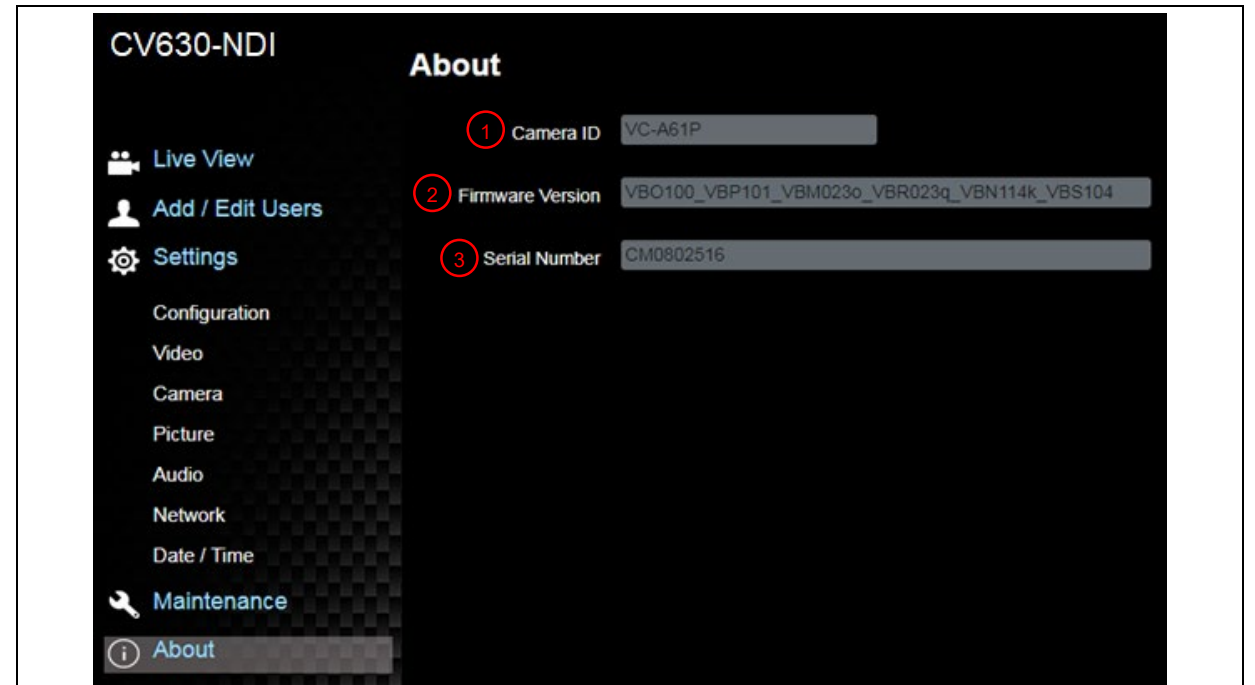 CV630-NDI
Live View
Add / Edit Users
Settings
Configuration
Video
Camera
Picture
Audio
Network
Date / Time
Maintenance
About
About
1 Camera ID VC-A61P
2 Firmware Version VBO100_VBP101_VBM023o_VBR023q_VBN114k_VBS104
3 Serial Number CM0802516